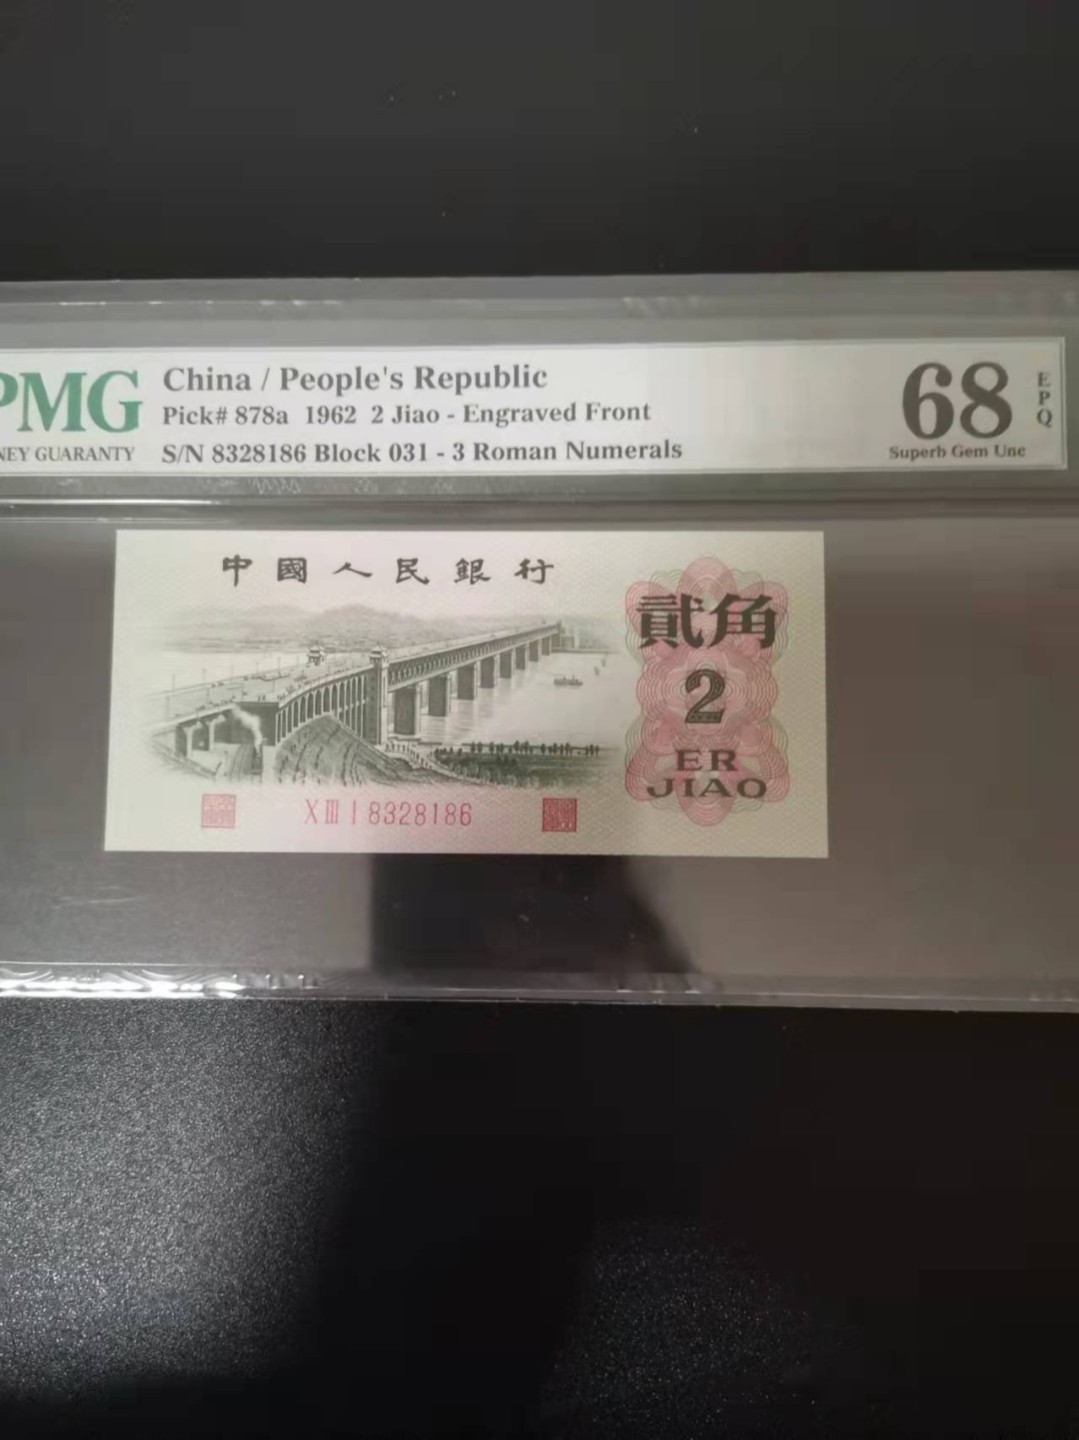 PMG
NEY GUARANTY
China / People's Republic
Pick# 878a 1962 2 Jiao - Engraved Front
S/N 8328186 Block 031 - 3 Roman Numerals
68
EPQ
Superb Gem Unc
中國人民銀行
貳角
2
ER
JIAO
X III I 8328186